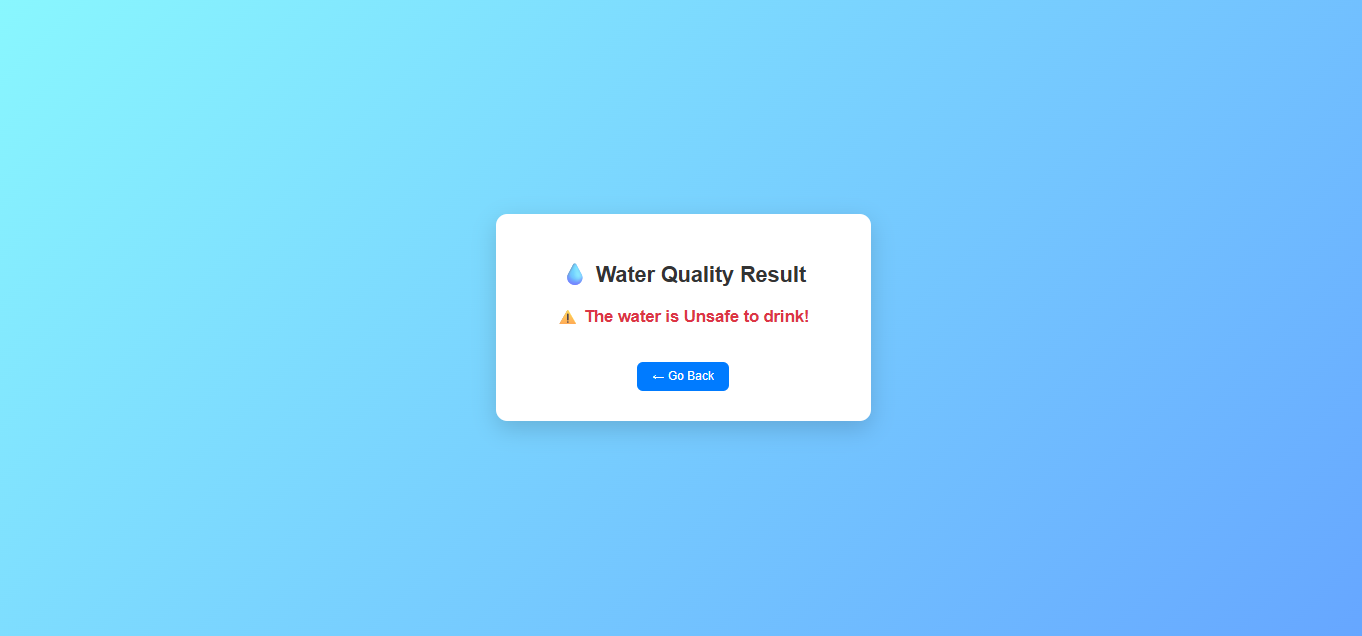 💧 Water Quality Result
⚠️ The water is Unsafe to drink!
← Go Back